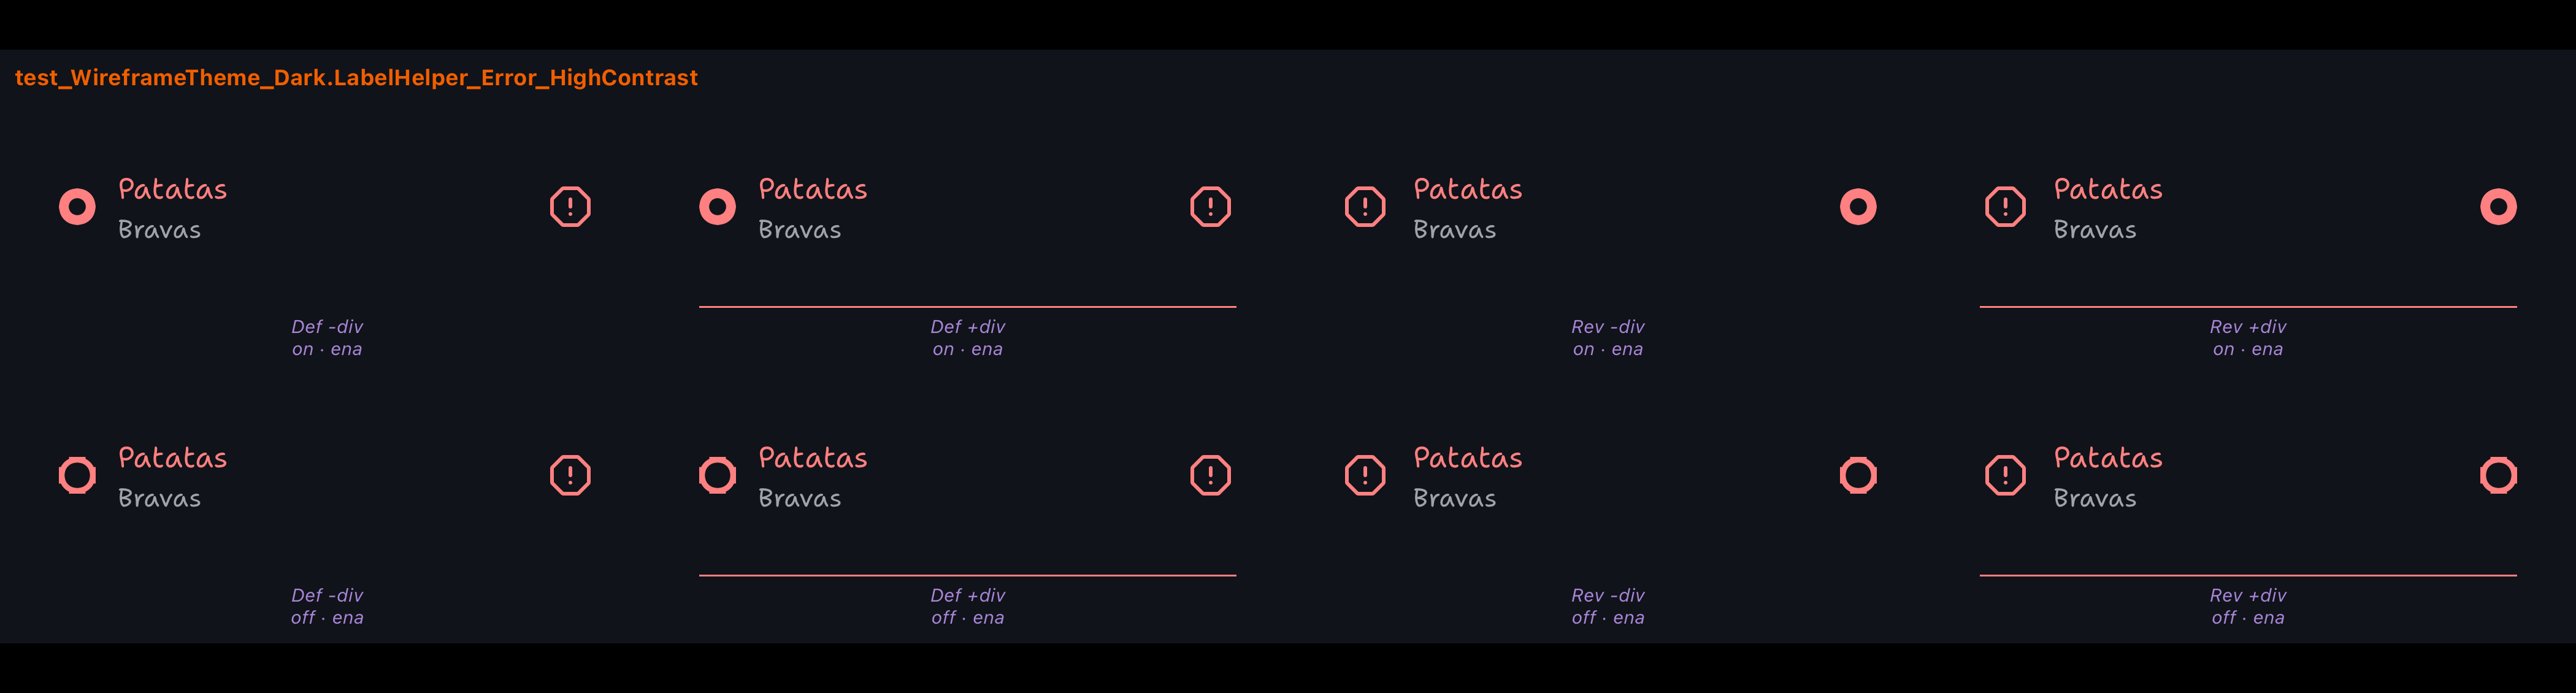 test_WireframeTheme_Dark.LabelHelper_Error_HighContrast
Patatas
Bravas
Def -div
on · ena
Patatas
Bravas
Def +div
on · ena
Patatas
Bravas
Rev -div
on · ena
Patatas
Bravas
Rev +div
on · ena
Patatas
Bravas
Def -div
off · ena
Patatas
Bravas
Def +div
off · ena
Patatas
Bravas
Rev -div
off · ena
Patatas
Bravas
Rev +div
off · ena